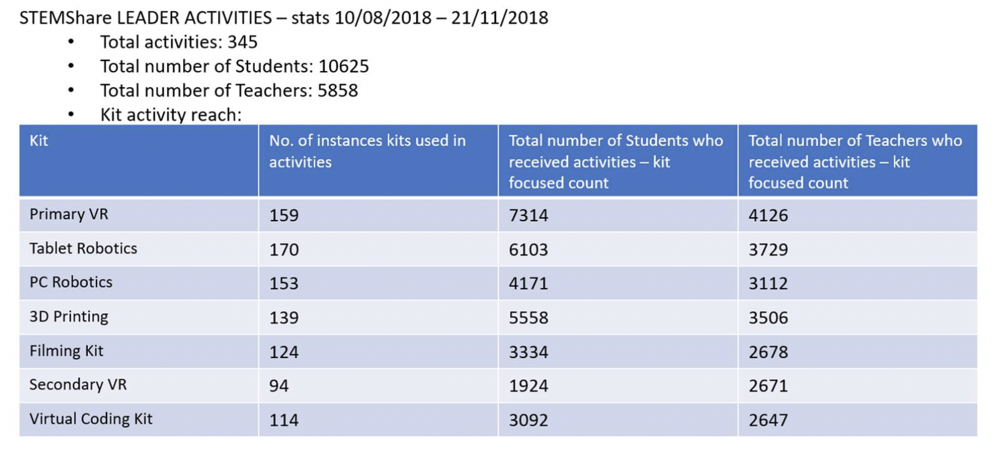 STEMShare LEADER ACTIVITIES – stats 10/08/2018 – 21/11/2018
• Total activities: 345
• Total number of Students: 10625
• Total number of Teachers: 5858
• Kit activity reach:
Kit
No. of instances kits used in
activities
Total number of Students who
received activities – kit
focused count
Total number of Teachers who
received activities – kit
focused count
Primary VR 159 7314 4126
Tablet Robotics 170 6103 3729
PC Robotics 153 4171 3112
3D Printing 139 5558 3506
Filming Kit 124 3334 2678
Secondary VR 94 1924 2671
Virtual Coding Kit 114 3092 2647